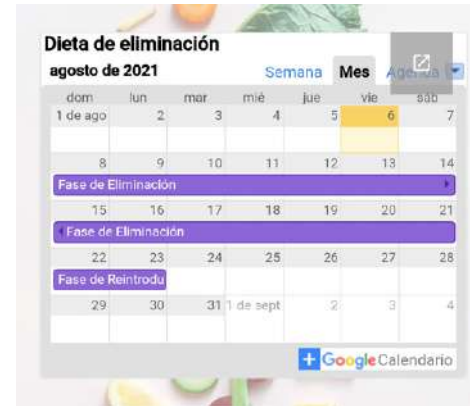 Dieta de eliminación
agosto de 2021
Semana Mes Agenda
dom lun mar mié jue vie sáb
1 de ago 2 3 4 5 6 7
8 9 10 11 12 13 14
Fase de Eliminación
15 16 17 18 19 20 21
Fase de Eliminación
22 23 24 25 26 27 28
Fase de Reintrodu
29 30 31 1 de sept 2 3 4
Google Calendario